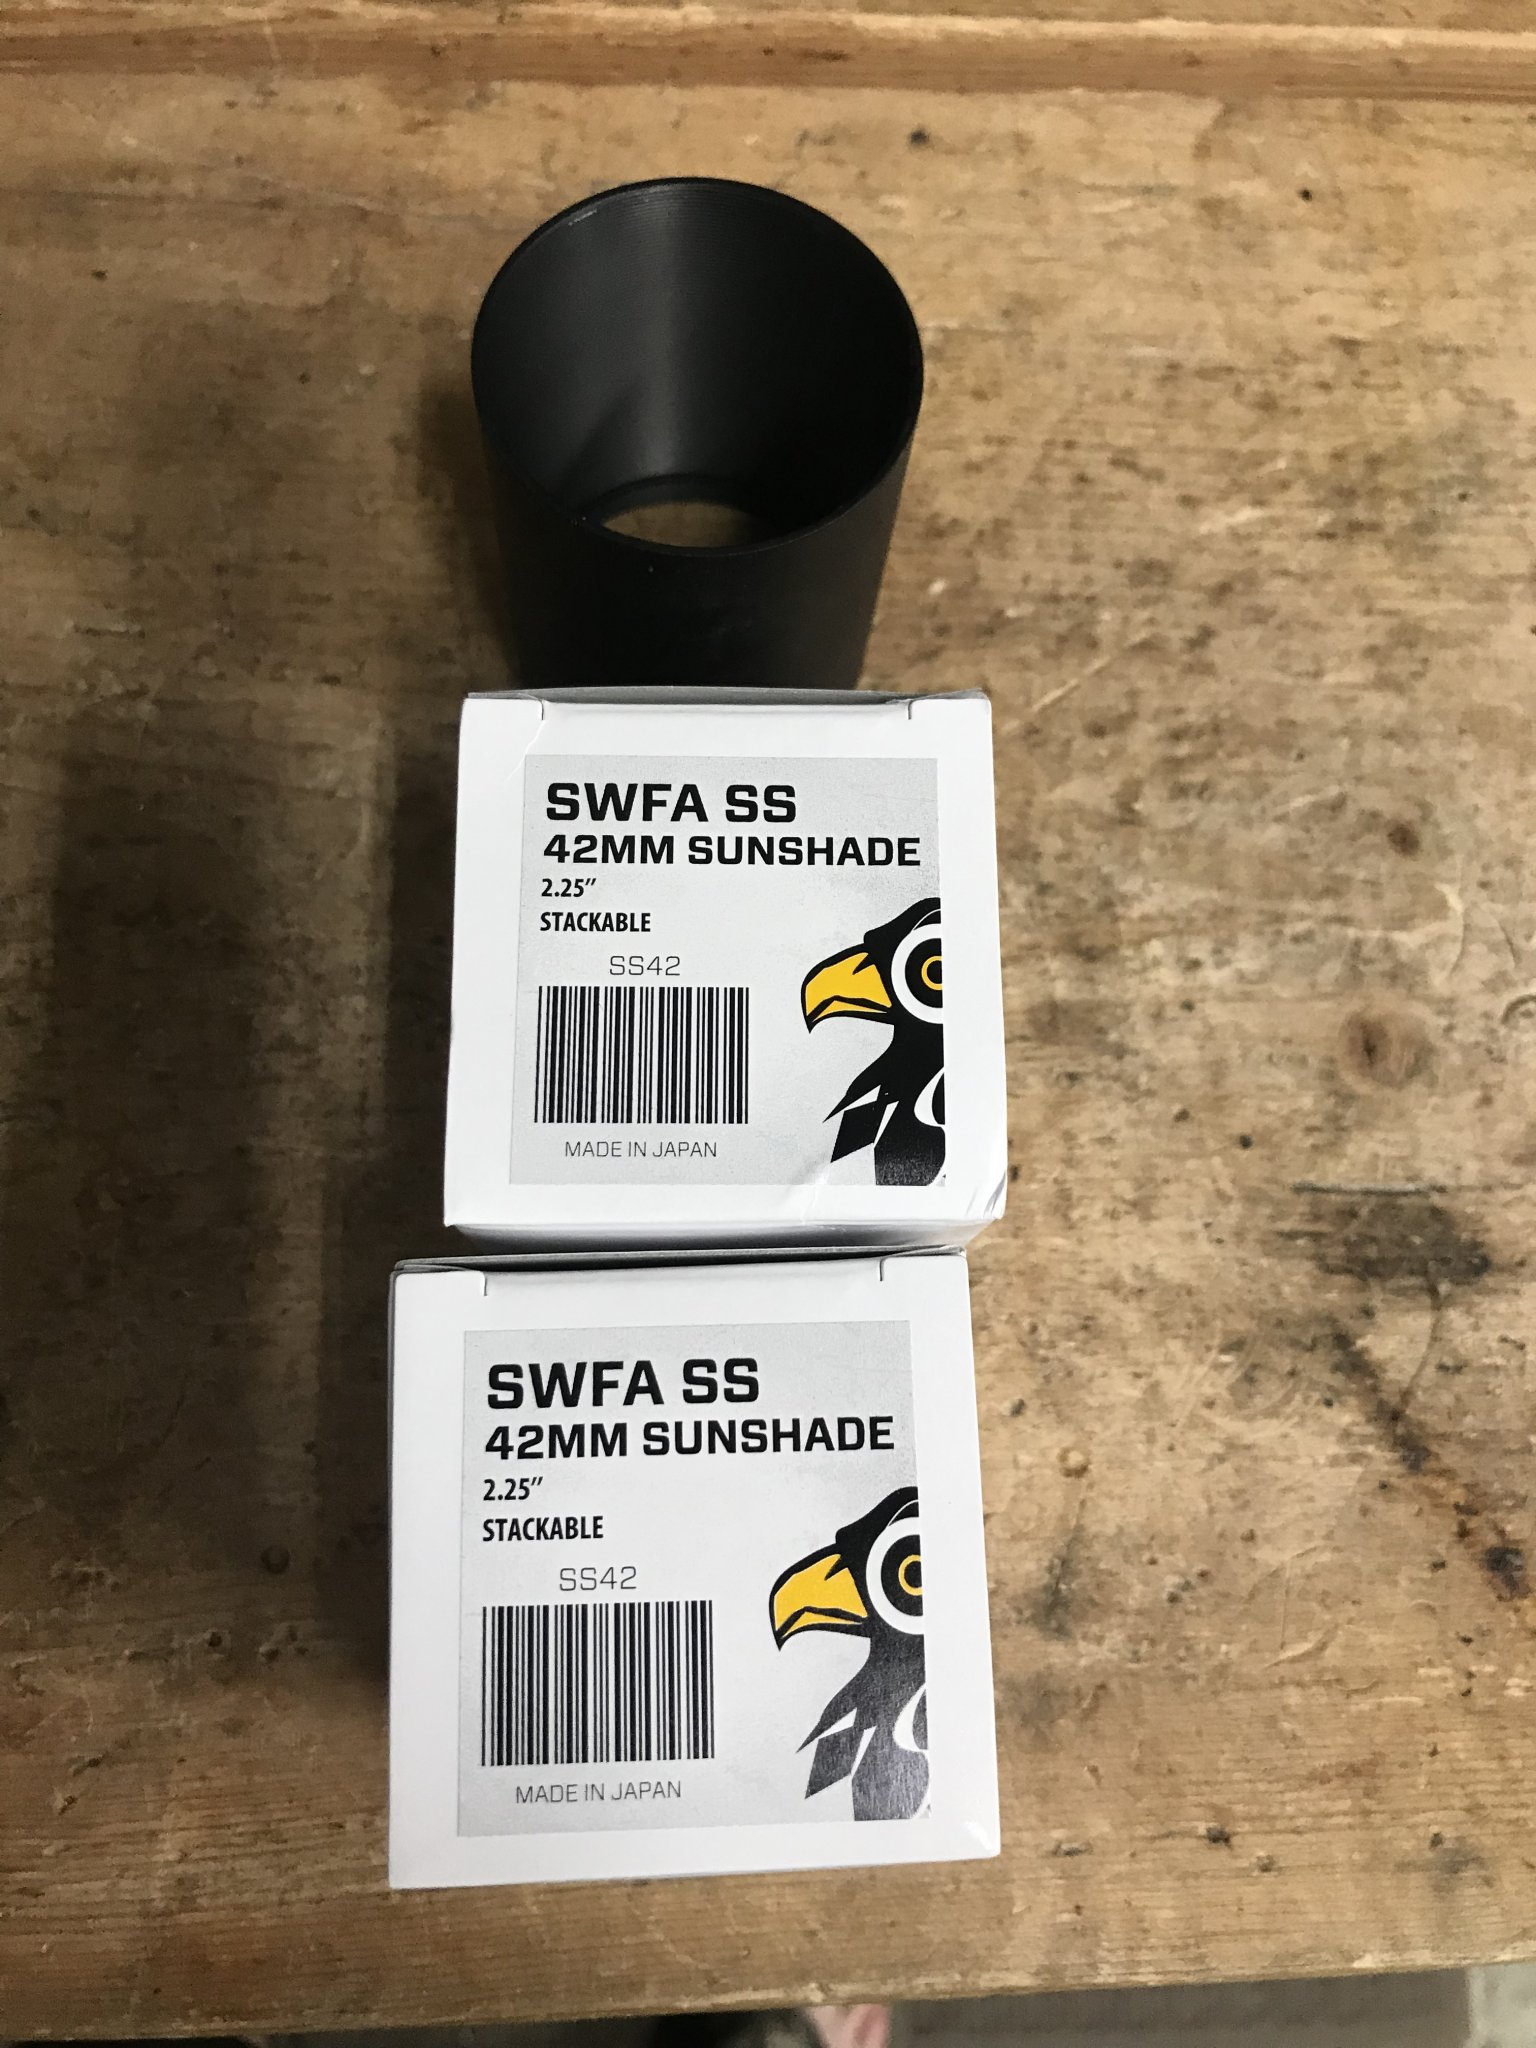 SWFA SS
42MM SUNSHADE
2.25"
STACKABLE
SS42
MADE IN JAPAN
SWFA SS
42MM SUNSHADE
2.25"
STACKABLE
SS42
MADE IN JAPAN